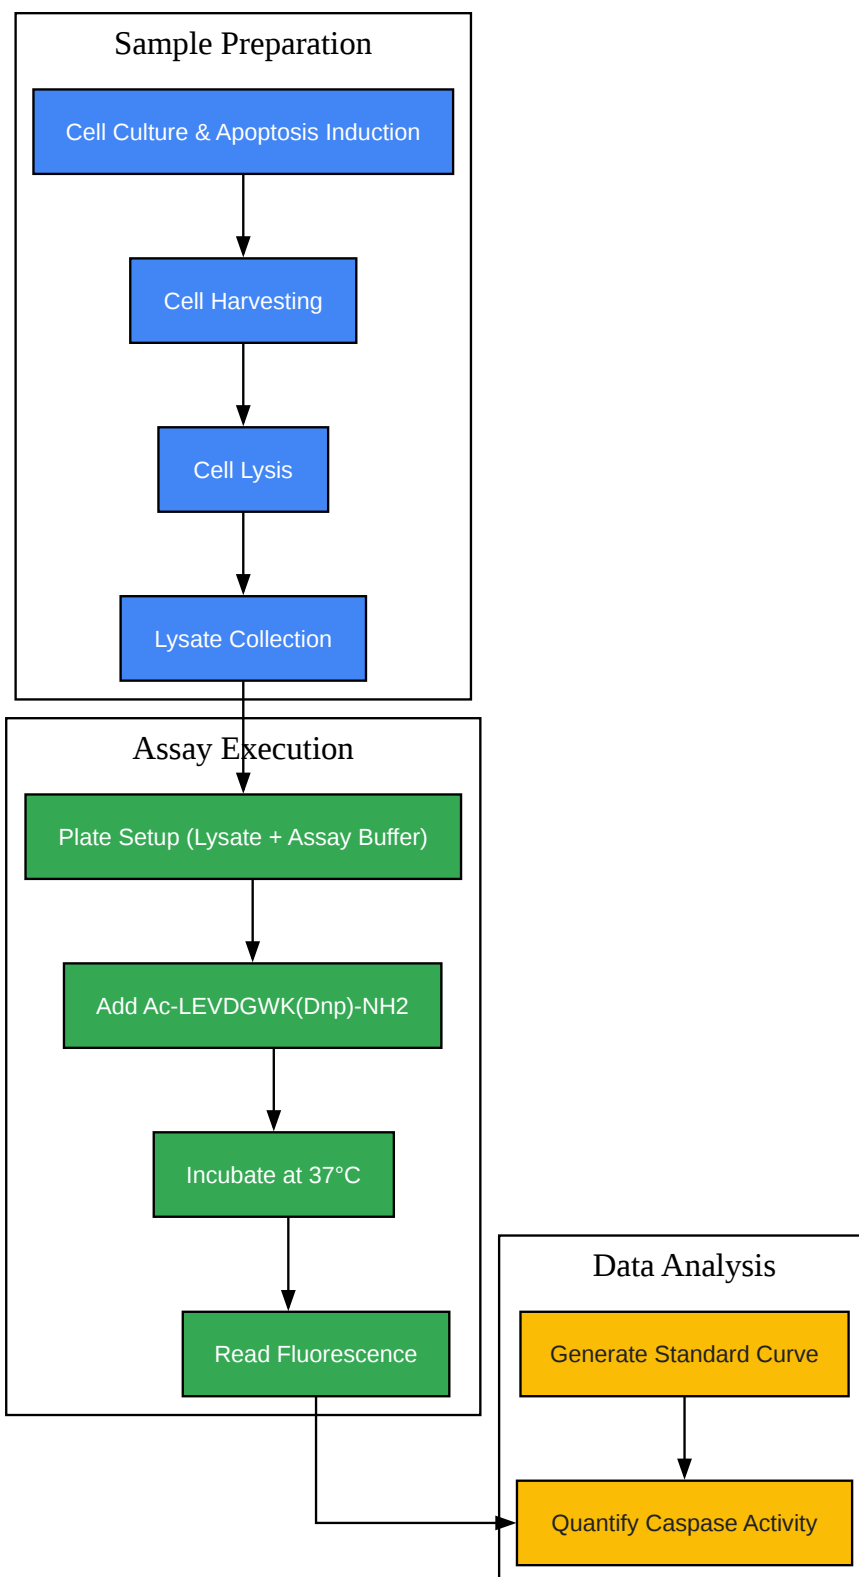 Sample Preparation
Cell Culture & Apoptosis Induction
Cell Harvesting
Cell Lysis
Lysate Collection
Assay Execution
Plate Setup (Lysate + Assay Buffer)
Add Ac-LEVDGWK(Dnp)-NH2
Incubate at 37°C
Read Fluorescence
Data Analysis
Generate Standard Curve
Quantify Caspase Activity